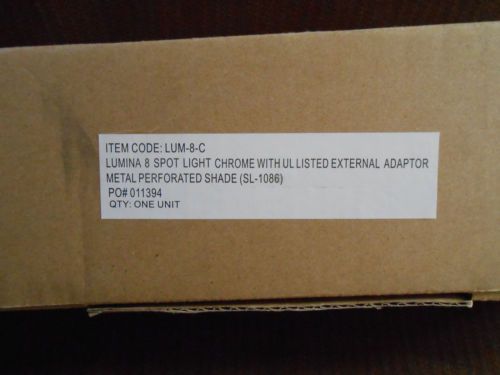 ITEM CODE: LUM-8-C
LUMINA 8 SPOT LIGHT CHROME WITH UL LISTED EXTERNAL ADAPTOR
METAL PERFORATED SHADE (SL-1086)
PO# 011394
QTY: ONE UNIT